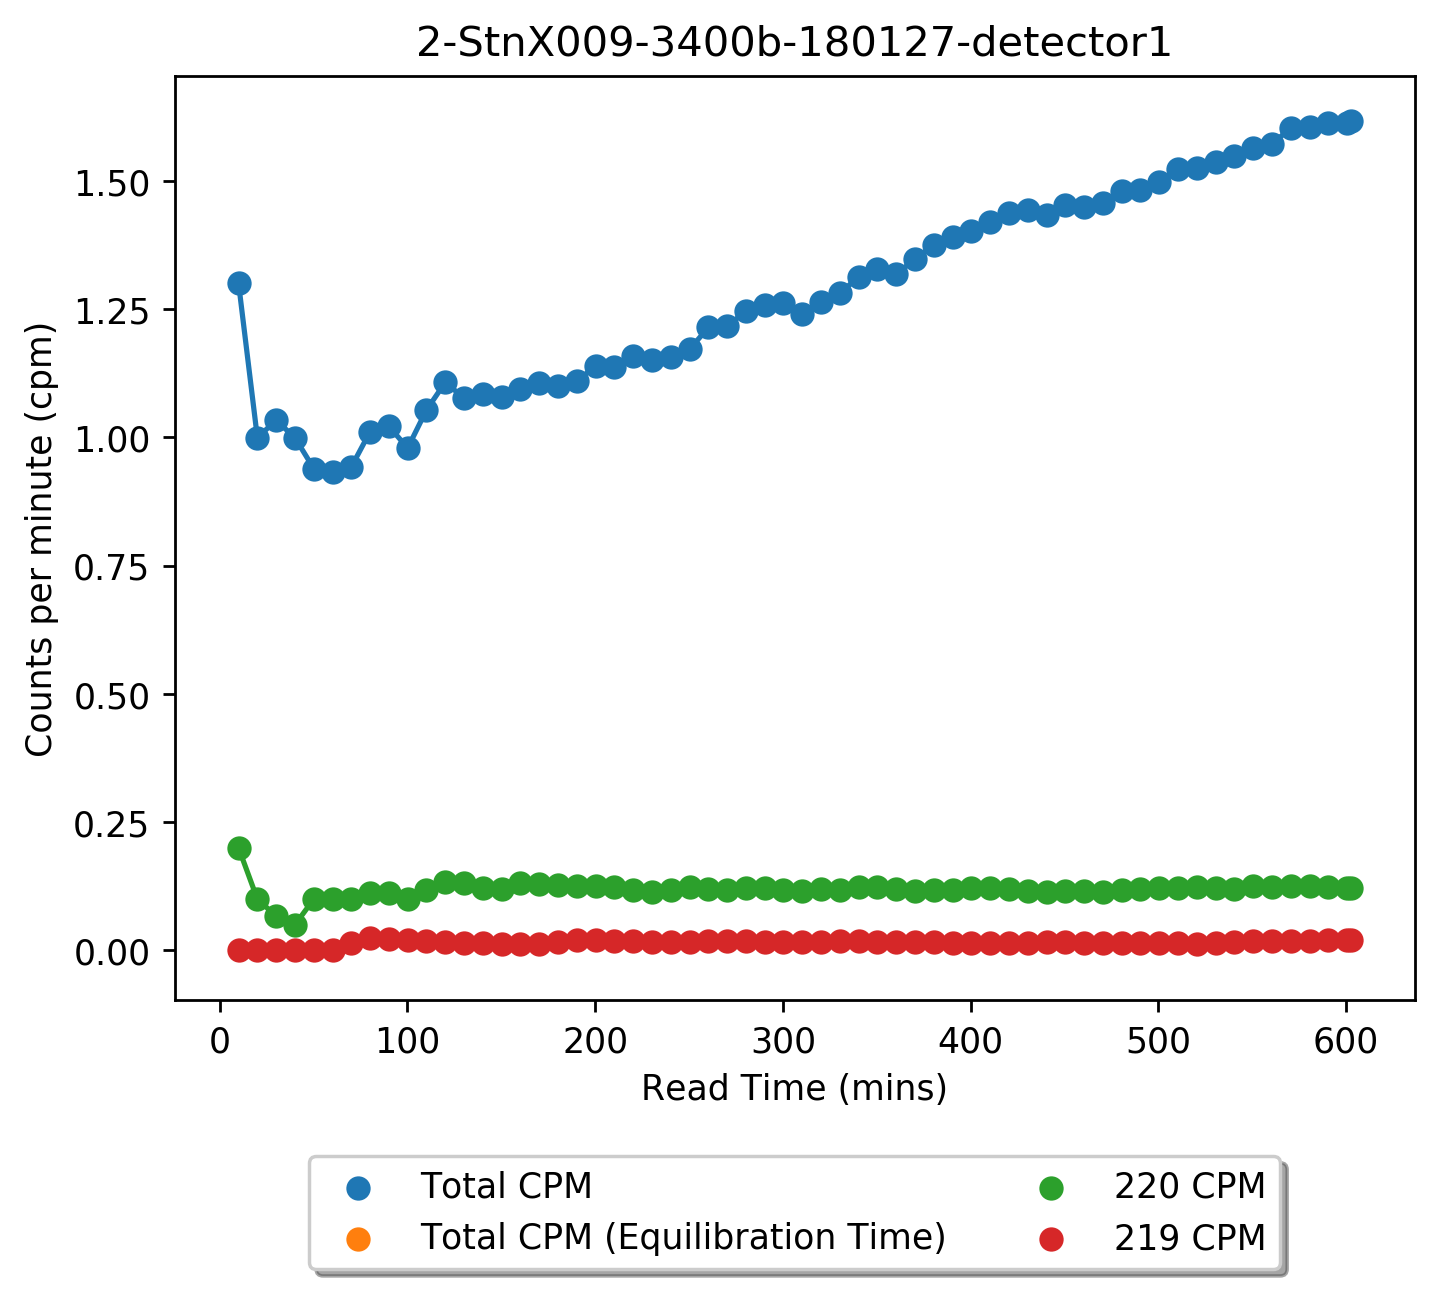 2-StnX009-3400b-180127-detector1
Counts per minute (cpm)
1.50
1.25
1.00
0.75
0.50
0.25
0.00
0 100 200 300 400 500 600
Read Time (mins)
Total CPM
Total CPM (Equilibration Time)
220 CPM
219 CPM